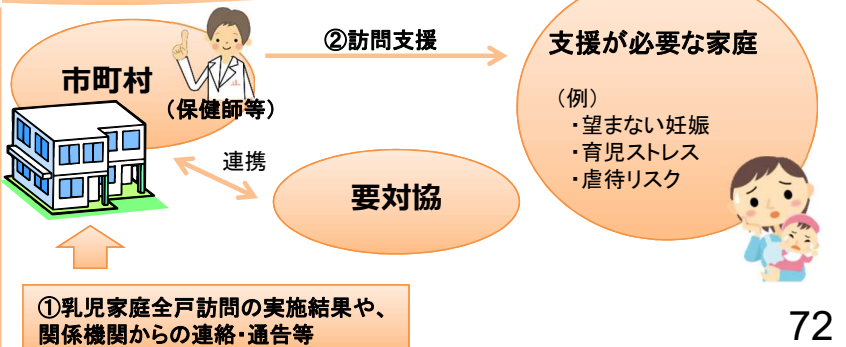 ②訪問支援
支援が必要な家庭
市町村
(保健師等)
(例)
・望まない妊娠
・育児ストレス
・虐待リスク
連携
要対協
①乳児家庭全戸訪問の実施結果や、
関係機関からの連絡・通告等
72